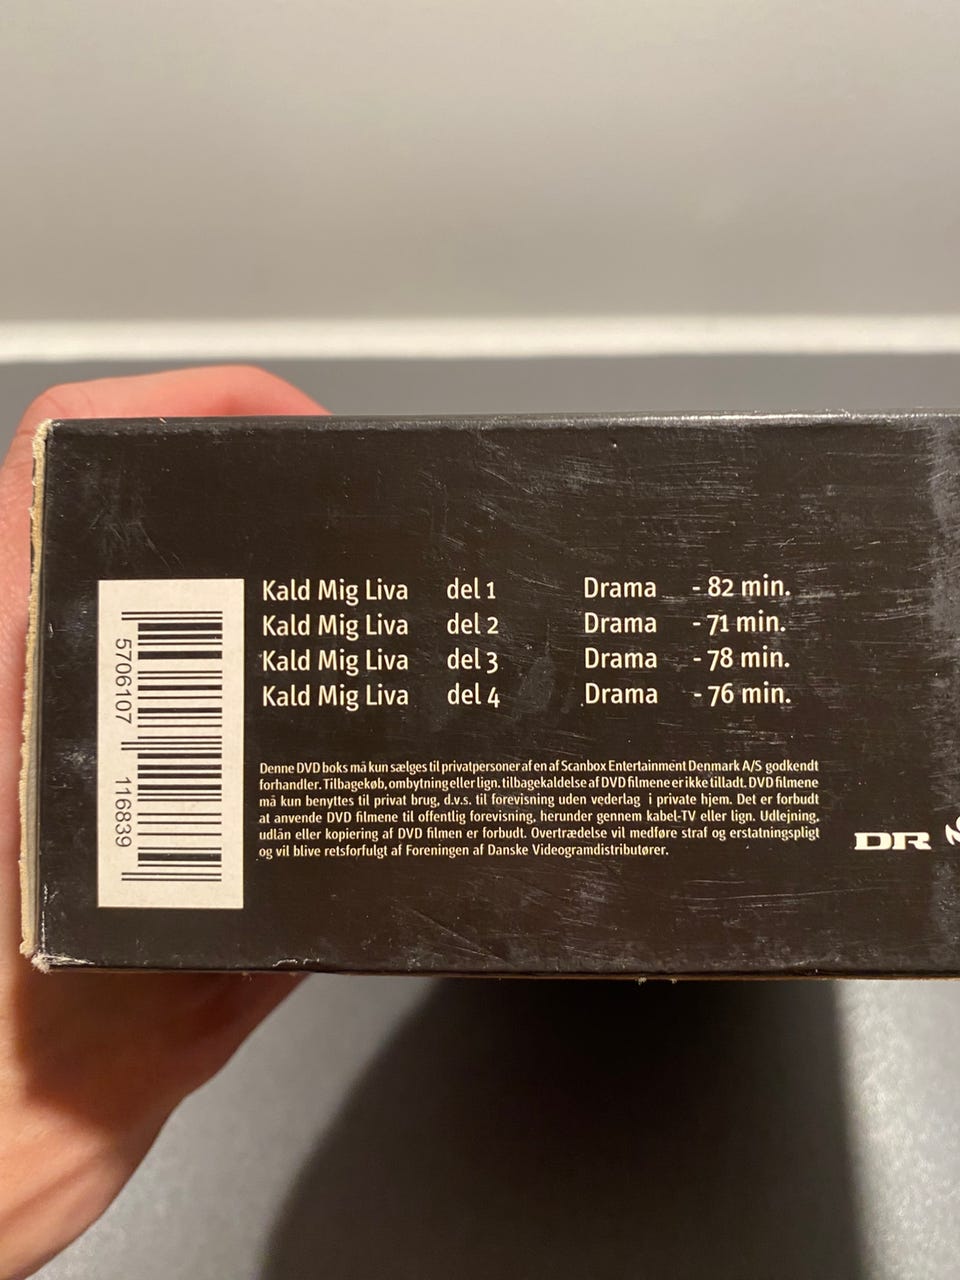 Kald Mig Liva del 1 Drama - 82 min.
Kald Mig Liva del 2 Drama - 71 min.
Kald Mig Liva del 3 Drama - 78 min.
Kald Mig Liva del 4 Drama - 76 min.
5706107 116839
Denne DVD boks må kun sælges til privatpersoner af en af Scanbox Entertainment Denmark A/S godkendt
forhandler. Tilbagekøb, ombytning eller lign. tilbagekaldelse af DVD filmene er ikke tilladt. DVD filmene
må kun benyttes til privat brug, d.v.s. til forevisning uden vederlag i private hjem. Det er forbudt
at anvende DVD filmene til offentlig forevisning, herunder gennem kabel-TV eller lign. Udlejning,
udlån eller kopiering af DVD filmen er forbudt. Overtrædelse vil medføre straf og erstatningspligt
og vil blive retsforfulgt af Foreningen af Danske Videogramdistributører.
DR